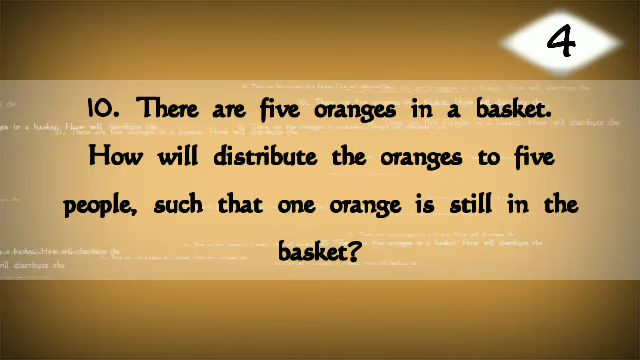 4
10. There are five oranges in a basket.
How will distribute the oranges to five
people, such that one orange is still in the
basket?